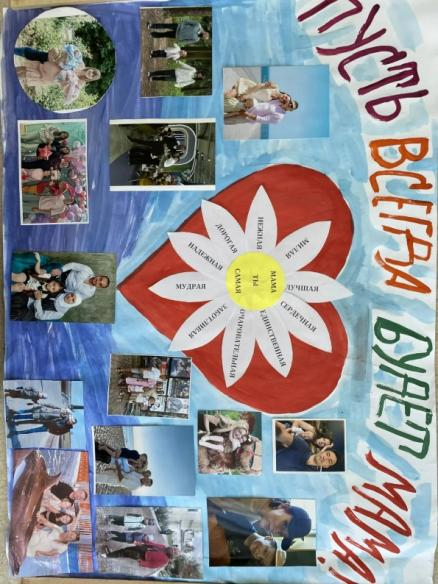 ПУСТЬ ВСЕГДА БУДЕТ МАМА!
МАМА
ТЫ
САМАЯ
ЛУЧШАЯ
СЕРДЕЧНАЯ
ЕДИНСТВЕННАЯ
ОЧАРОВАТЕЛЬНАЯ
ЗАБОТЛИВАЯ
МУДРАЯ
НАДЕЖНАЯ
ДОРОГАЯ
НЕЖНАЯ
МИЛАЯ